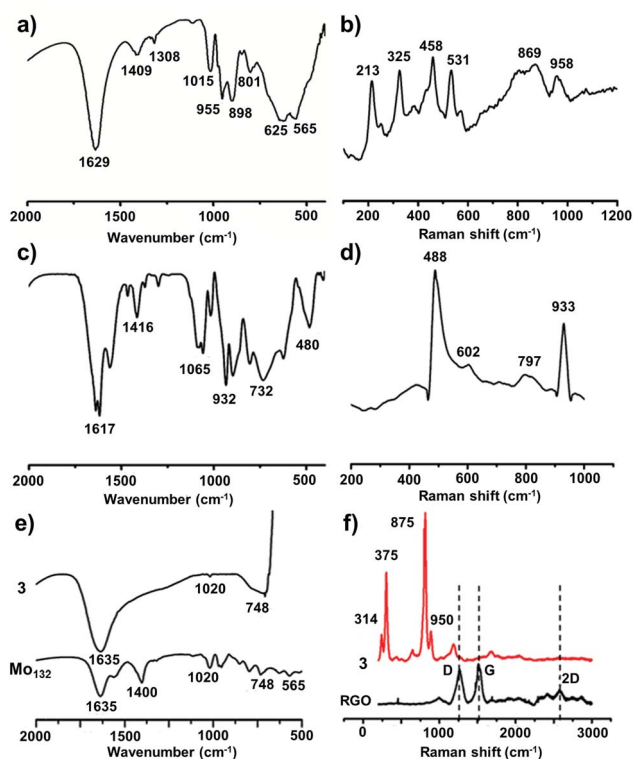 a)
1409
1308
1015
801
955
898
625
565
1629
2000 1500 1000 500
Wavenumber (cm⁻¹)
b)
213
325
458
531
869
958
200 400 600 800 1000 1200
Raman shift (cm⁻¹)
c)
1416
1065
932
732
480
1617
2000 1500 1000 500
Wavenumber (cm⁻¹)
d)
488
602
797
933
200 400 600 800 1000
Raman shift (cm⁻¹)
e)
3
1020
748
1635
Mo₁₃₂
1635
1400
1020
748
565
2000 1500 1000 500
Wavenumber (cm⁻¹)
f)
875
375
314
950
3
D
G
2D
RGO
0 500 1000 1500 2000 2500 3000
Raman shift (cm⁻¹)